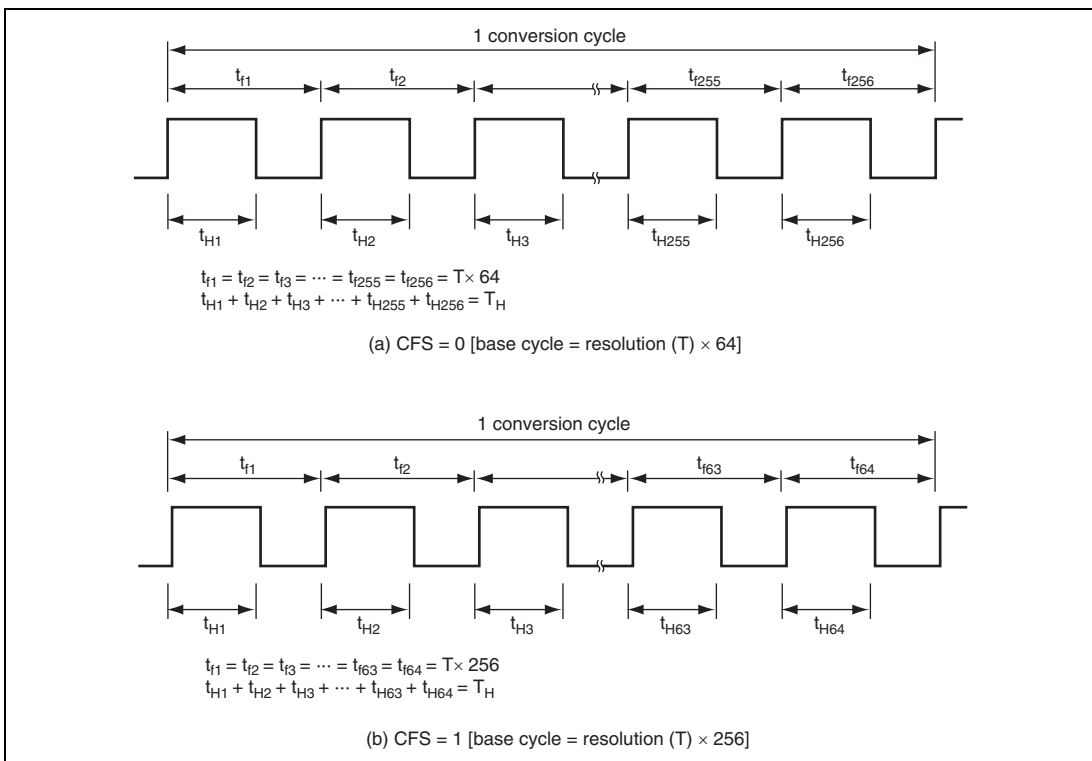 1 conversion cycle
tf1 tf2 tf255 tf256
tH1 tH2 tH3 tH255 tH256
tf1 = tf2 = tf3 = ··· = tf255 = tf256 = T× 64
tH1 + tH2 + tH3 + ··· + tH255 + tH256 = TH
(a) CFS = 0 [base cycle = resolution (T) × 64]
1 conversion cycle
tf1 tf2 tf63 tf64
tH1 tH2 tH3 tH63 tH64
tf1 = tf2 = tf3 = ··· = tf63 = tf64 = T× 256
tH1 + tH2 + tH3 + ··· + tH63 + tH64 = TH
(b) CFS = 1 [base cycle = resolution (T) × 256]